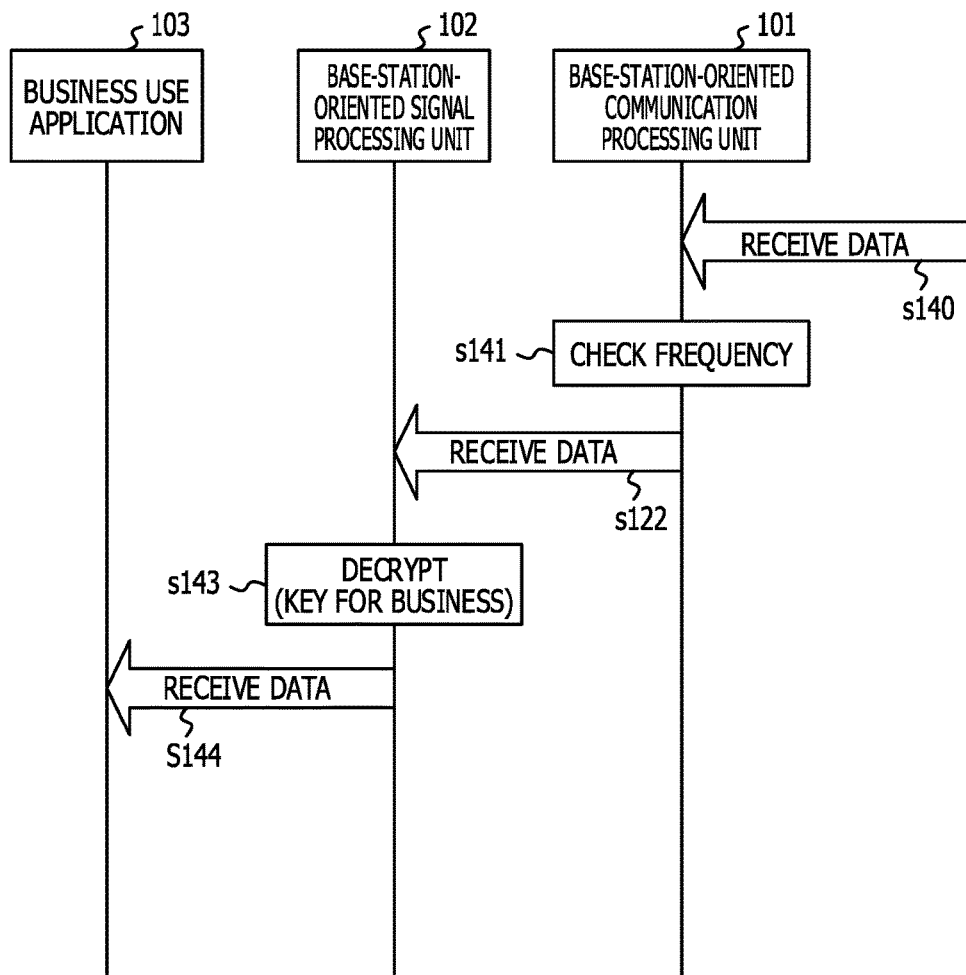 103
102
101
BUSINESS USE
APPLICATION
BASE-STATION-
ORIENTED SIGNAL
PROCESSING UNIT
BASE-STATION-ORIENTED
COMMUNICATION
PROCESSING UNIT
RECEIVE DATA
s140
s141
CHECK FREQUENCY
RECEIVE DATA
s122
s143
DECRYPT
(KEY FOR BUSINESS)
RECEIVE DATA
S144